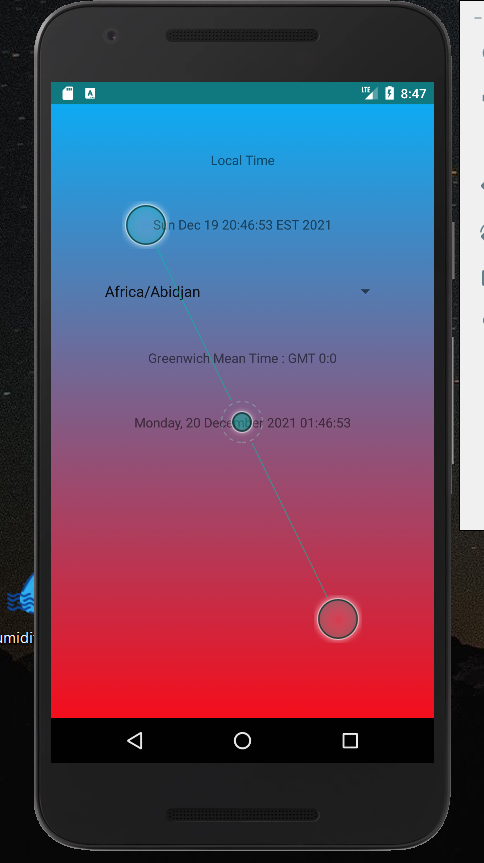 LTE 8:47
Local Time
Sun Dec 19 20:46:53 EST 2021
Africa/Abidjan
Greenwich Mean Time : GMT 0:0
Monday, 20 December 2021 01:46:53